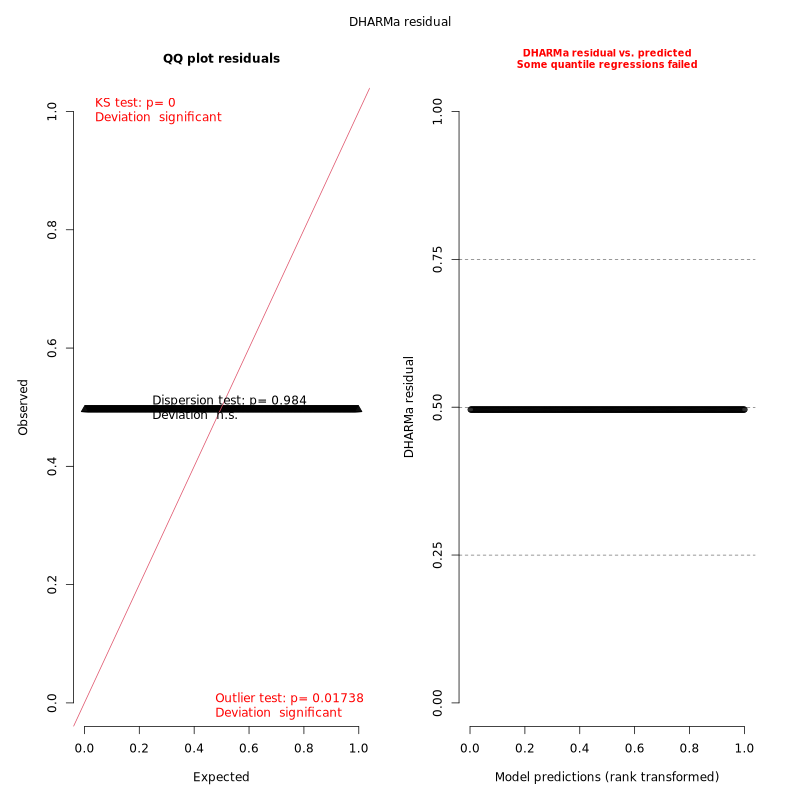 DHARMa residual
QQ plot residuals
KS test: p= 0
Deviation  significant
Dispersion test: p= 0.984
Deviation  n.s.
Outlier test: p= 0.01738
Deviation  significant
Observed
0.0
0.2
0.4
0.6
0.8
1.0
0.0 0.2 0.4 0.6 0.8 1.0
Expected
DHARMa residual vs. predicted
Some quantile regressions failed
DHARMa residual
0.00
0.25
0.50
0.75
1.00
0.0 0.2 0.4 0.6 0.8 1.0
Model predictions (rank transformed)